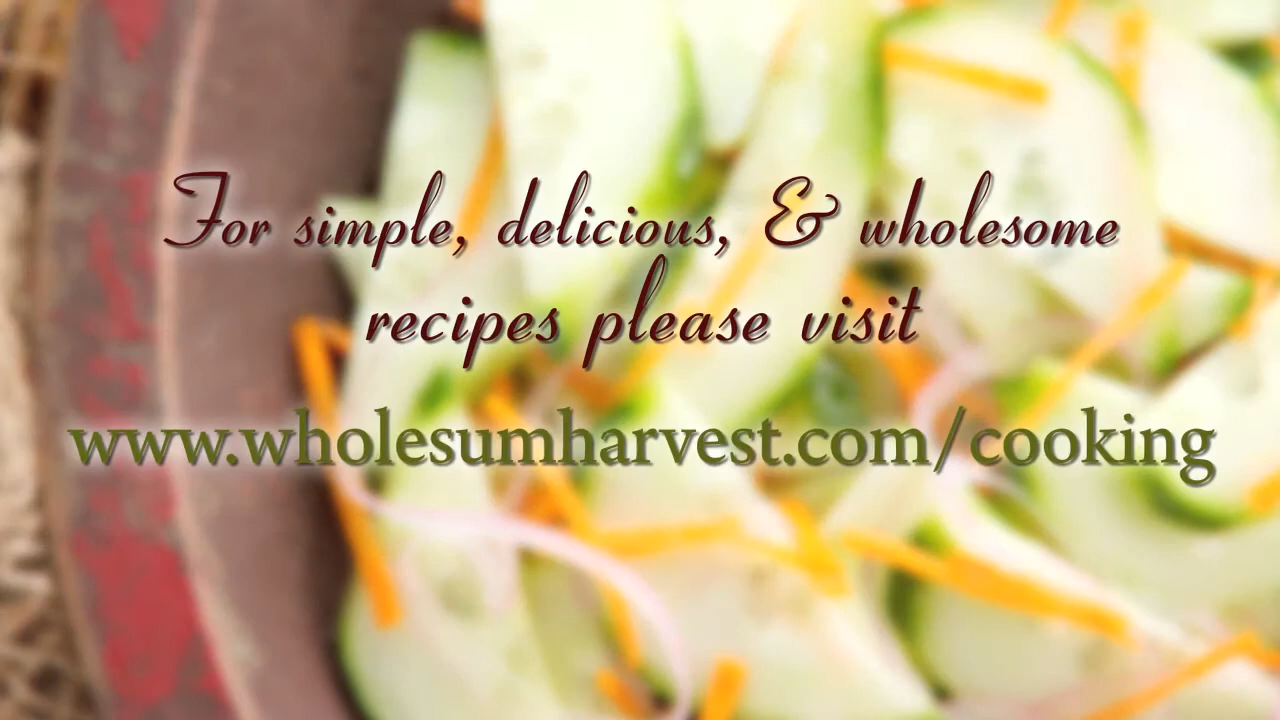 For simple, delicious, & wholesome
recipes please visit
www.wholesumharvest.com/cooking